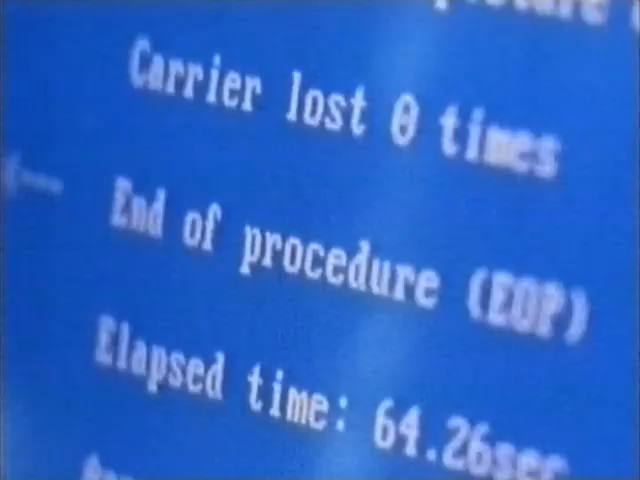 Carrier lost 0 times
<-- End of procedure (EOP)
Elapsed time: 64.26sec